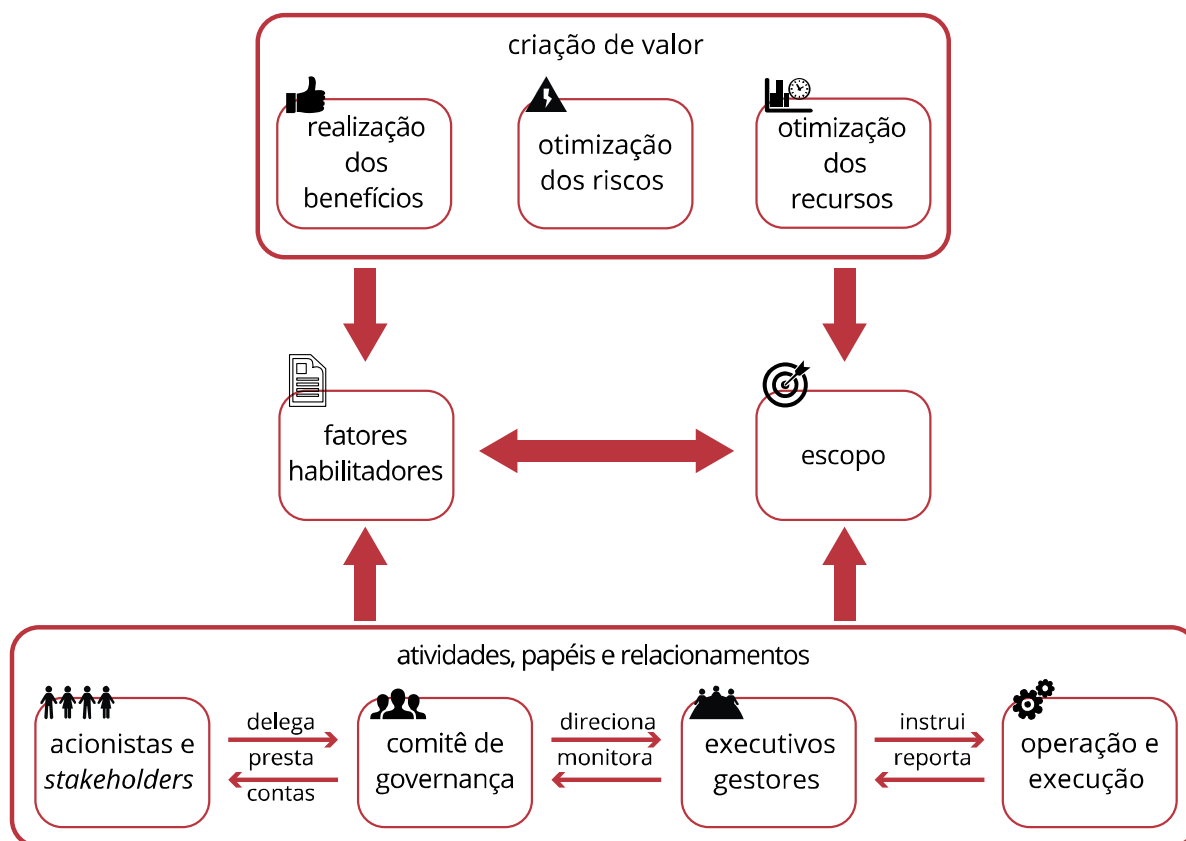 criação de valor
realização
dos
benefícios
otimização
dos riscos
otimização
dos
recursos
fatores
habilitadores
escopo
atividades, papéis e relacionamentos
acionistas e
stakeholders
delega
presta
contas
comitê de
governança
direciona
monitora
executivos
gestores
instrui
reporta
operação e
execução